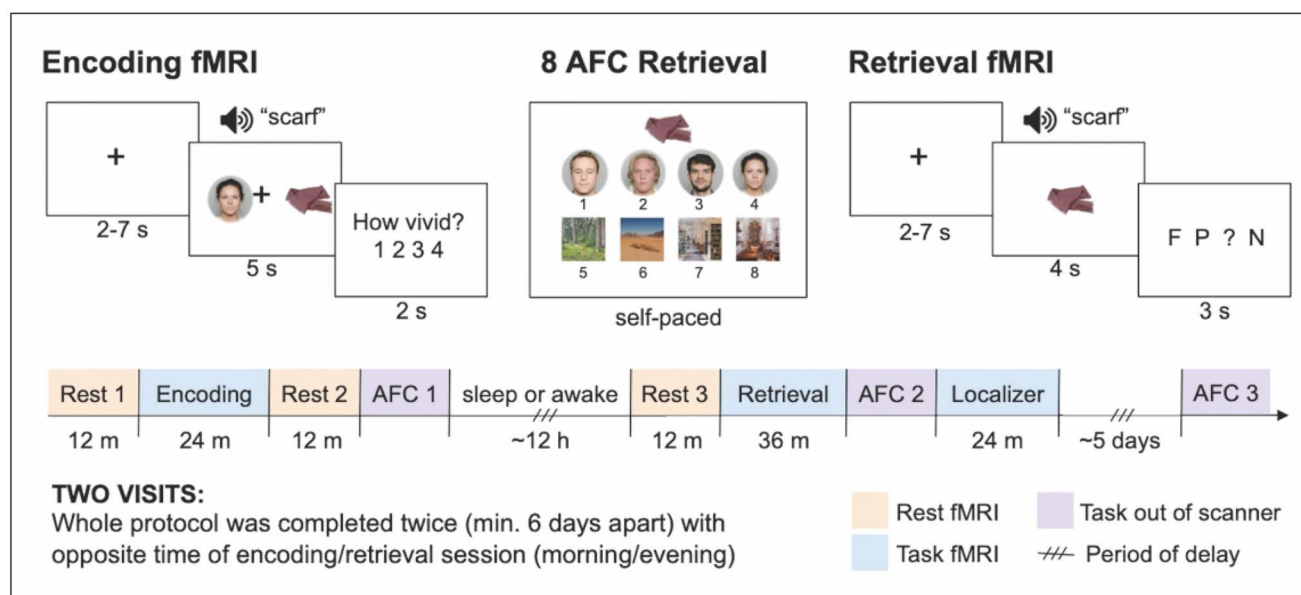 Encoding fMRI
8 AFC Retrieval
Retrieval fMRI
+
2-7 s
"scarf"
+
5 s
How vivid?
1 2 3 4
2 s
1 2 3 4
5 6 7 8
self-paced
+
2-7 s
"scarf"
4 s
F P ? N
3 s
Rest 1 Encoding Rest 2 AFC 1 sleep or awake Rest 3 Retrieval AFC 2 Localizer AFC 3
12 m 24 m 12 m ~12 h 12 m 36 m 24 m ~5 days
TWO VISITS:
Whole protocol was completed twice (min. 6 days apart) with
opposite time of encoding/retrieval session (morning/evening)
Rest fMRI
Task out of scanner
Task fMRI
Period of delay